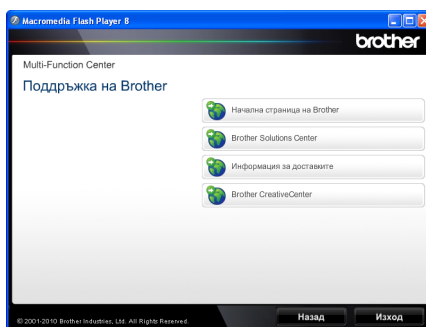 Macromedia Flash Player 8
brother
Multi-Function Center
Поддръжка на Brother
Начална страница на Brother
Brother Solutions Center
Информация за доставките
Brother CreativeCenter
© 2001-2010 Brother Industries, Ltd. All Rights Reserved.
Назад
Изход